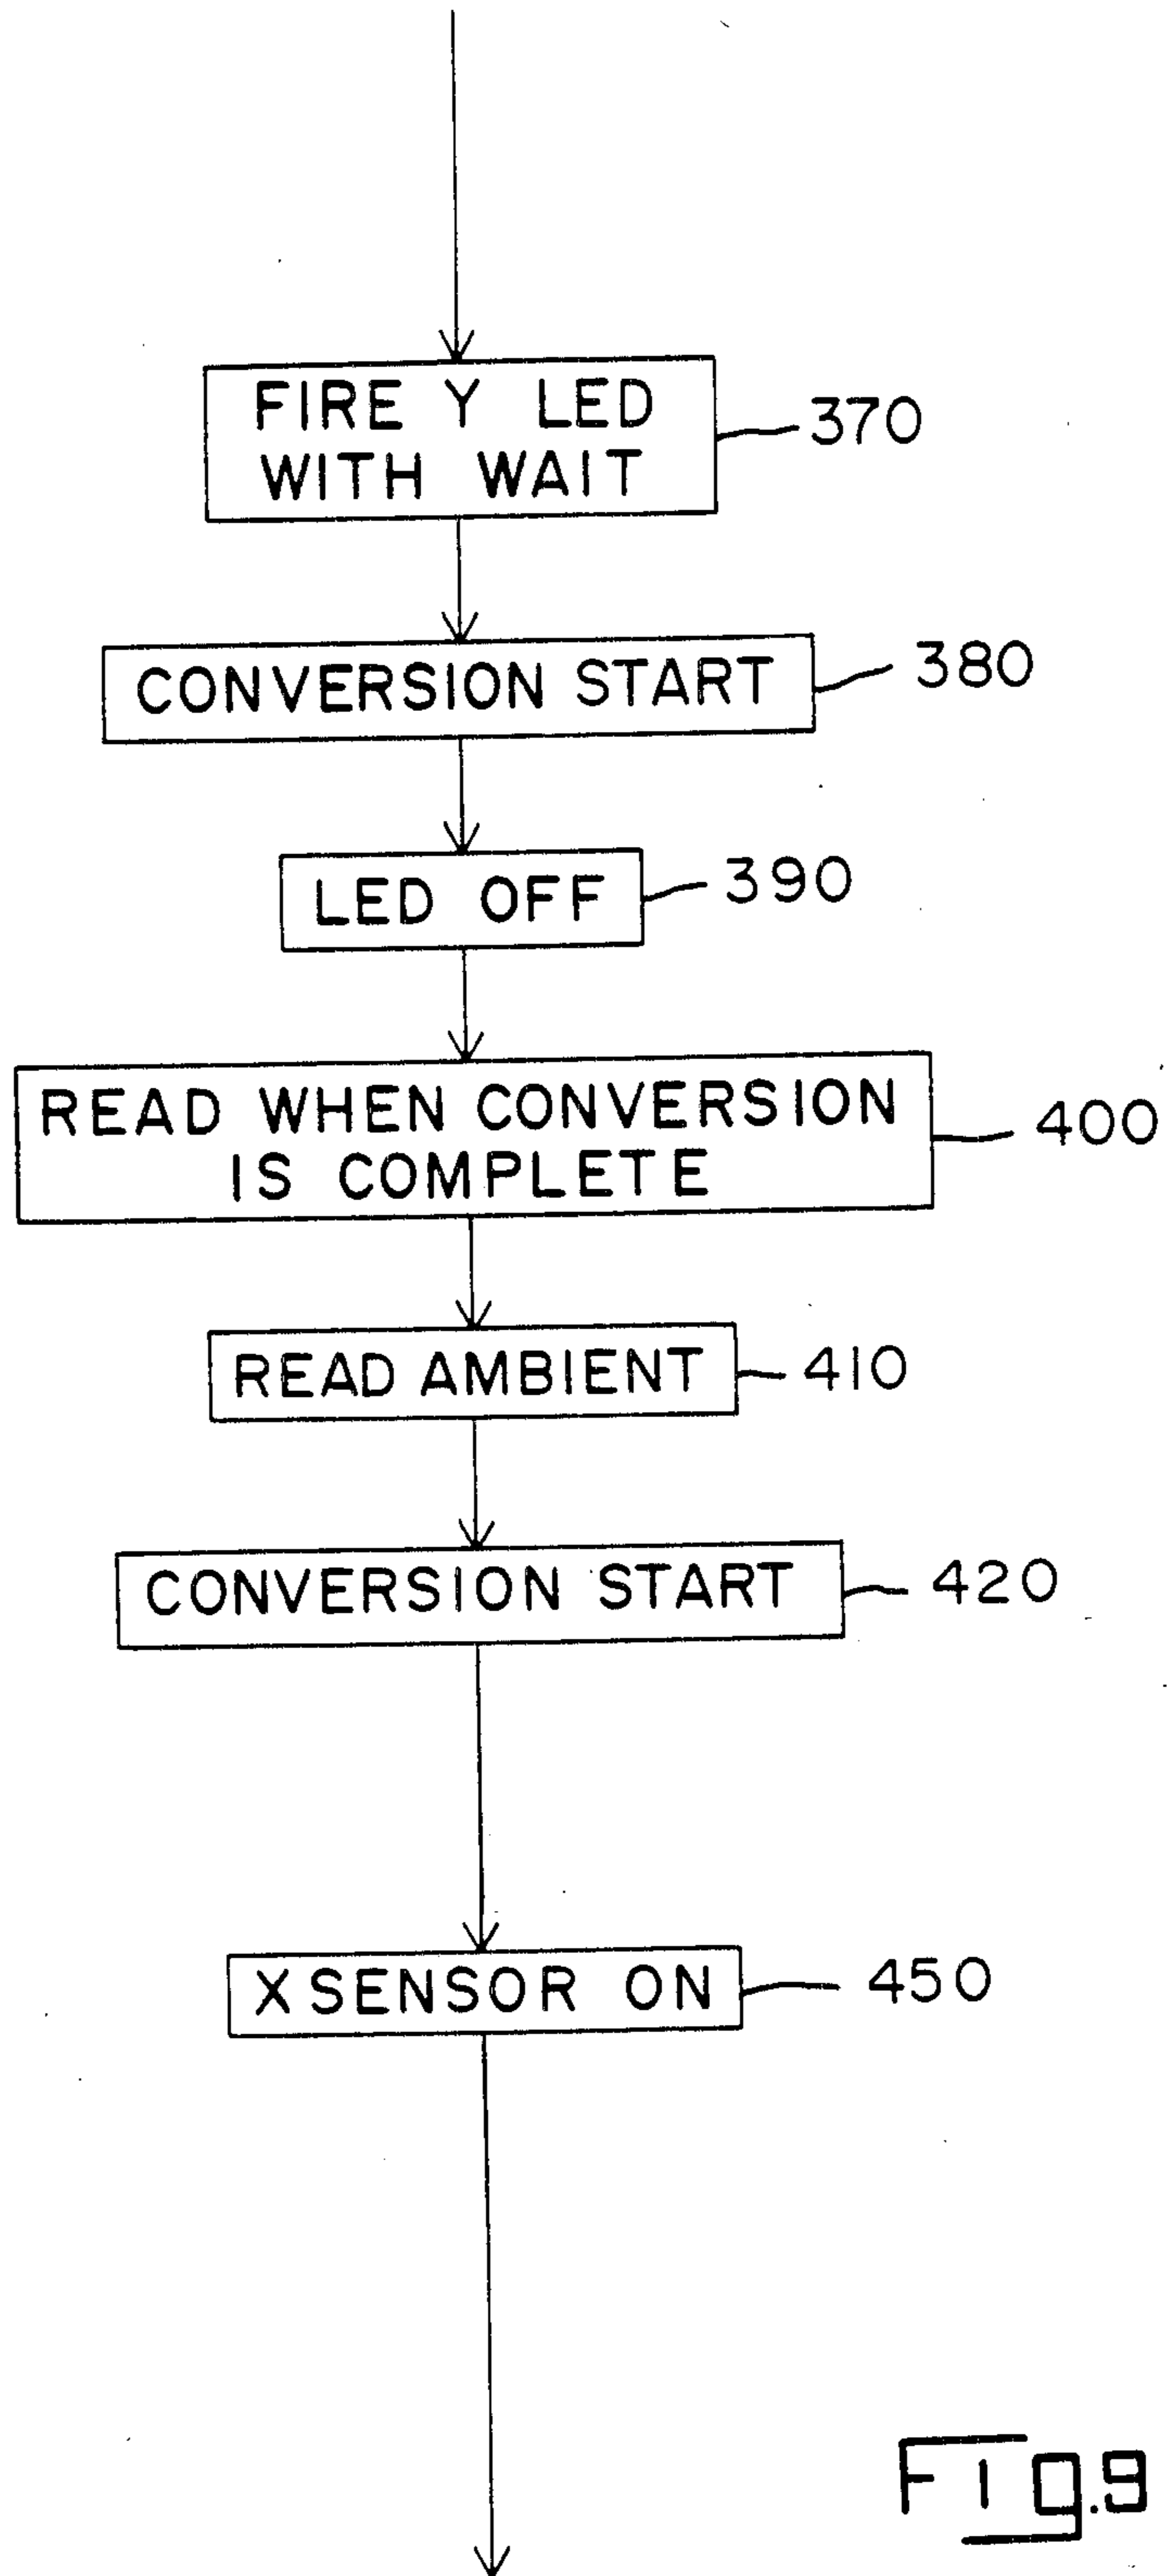 FIRE Y LED
WITH WAIT
370
CONVERSION START
380
LED OFF
390
READ WHEN CONVERSION
IS COMPLETE
400
READ AMBIENT
410
CONVERSION START
420
X SENSOR ON
450
Fig.9